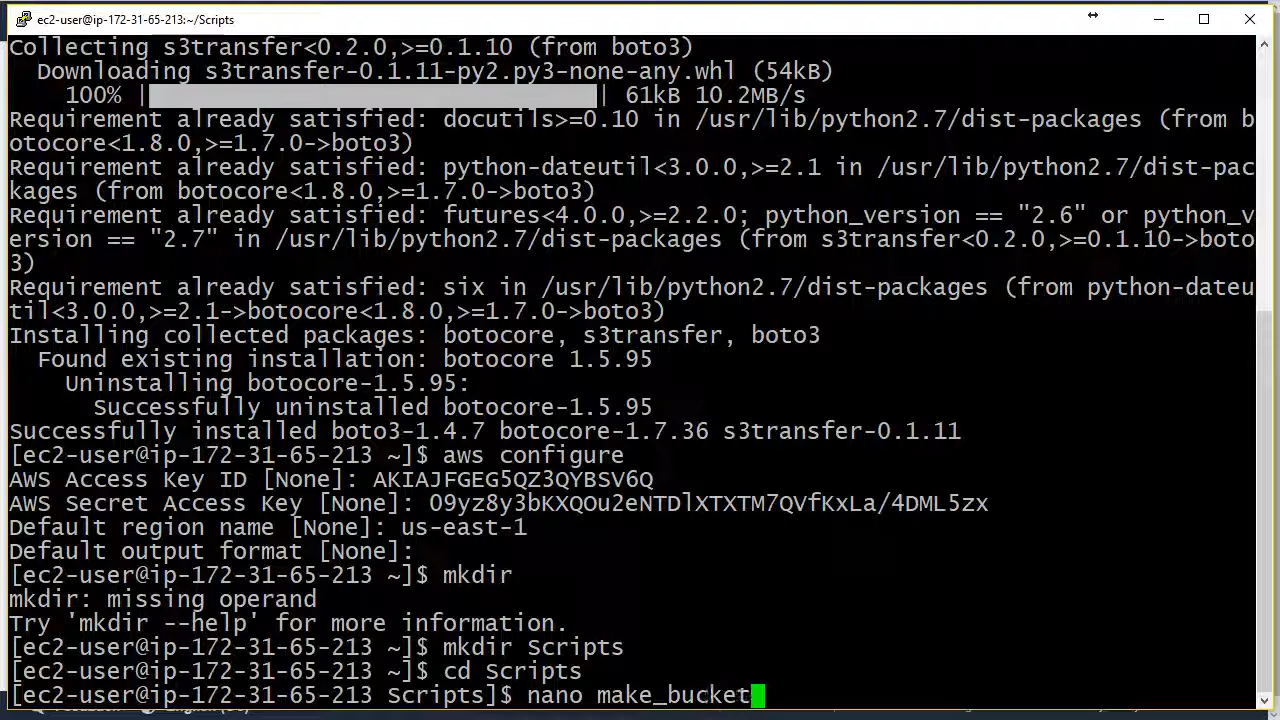 ec2-user@ip-172-31-65-213:~/Scripts
Collecting s3transfer<0.2.0,>=0.1.10 (from boto3)
  Downloading s3transfer-0.1.11-py2.py3-none-any.whl (54kB)
    100% | | 61kB 10.2MB/s
Requirement already satisfied: docutils>=0.10 in /usr/lib/python2.7/dist-packages (from b
otocore<1.8.0,>=1.7.0->boto3)
Requirement already satisfied: python-dateutil<3.0.0,>=2.1 in /usr/lib/python2.7/dist-pac
kages (from botocore<1.8.0,>=1.7.0->boto3)
Requirement already satisfied: futures<4.0.0,>=2.2.0; python_version == "2.6" or python_v
ersion == "2.7" in /usr/lib/python2.7/dist-packages (from s3transfer<0.2.0,>=0.1.10->boto
3)
Requirement already satisfied: six in /usr/lib/python2.7/dist-packages (from python-dateu
til<3.0.0,>=2.1->botocore<1.8.0,>=1.7.0->boto3)
Installing collected packages: botocore, s3transfer, boto3
  Found existing installation: botocore 1.5.95
    Uninstalling botocore-1.5.95:
      Successfully uninstalled botocore-1.5.95
Successfully installed boto3-1.4.7 botocore-1.7.36 s3transfer-0.1.11
[ec2-user@ip-172-31-65-213 ~]$ aws configure
AWS Access Key ID [None]: AKIAJFGEG5QZ3QYBSV6Q
AWS Secret Access Key [None]: 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
Default region name [None]: us-east-1
Default output format [None]:
[ec2-user@ip-172-31-65-213 ~]$ mkdir
mkdir: missing operand
Try 'mkdir --help' for more information.
[ec2-user@ip-172-31-65-213 ~]$ mkdir Scripts
[ec2-user@ip-172-31-65-213 ~]$ cd Scripts
[ec2-user@ip-172-31-65-213 Scripts]$ nano make_bucket